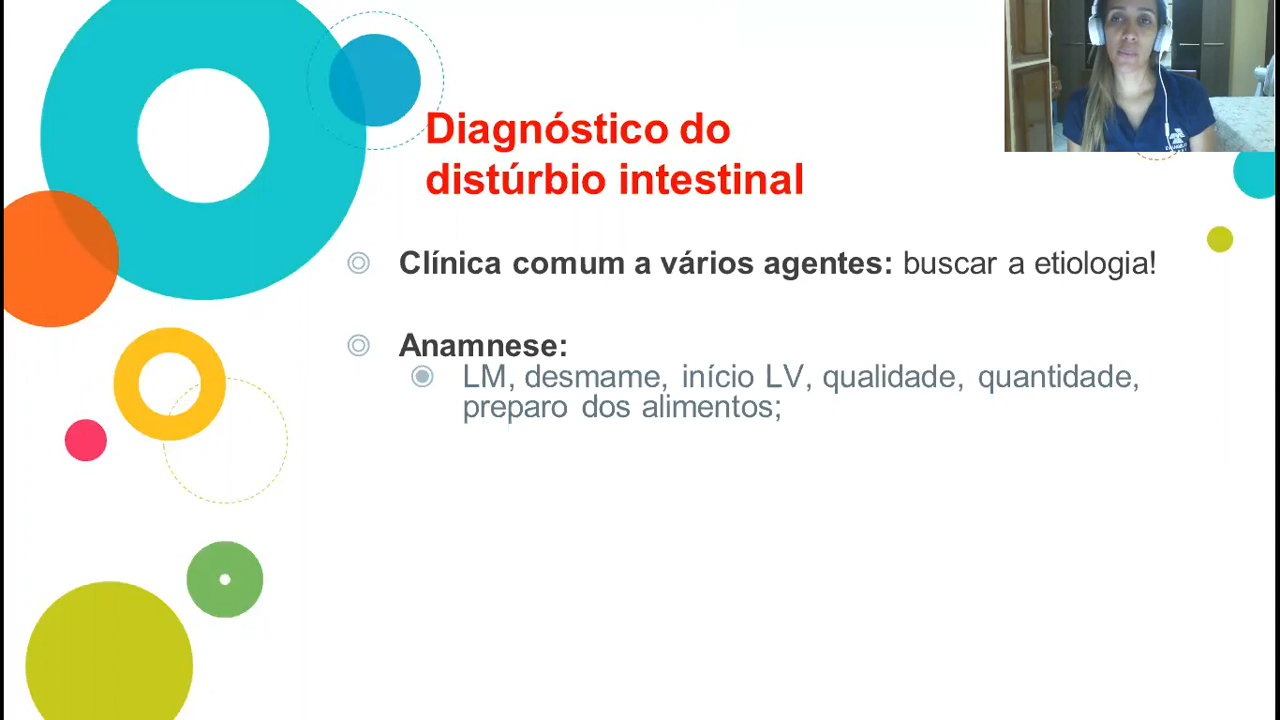 Diagnóstico do
distúrbio intestinal
Clínica comum a vários agentes: buscar a etiologia!
Anamnese:
LM, desmame, início LV, qualidade, quantidade,
preparo dos alimentos;